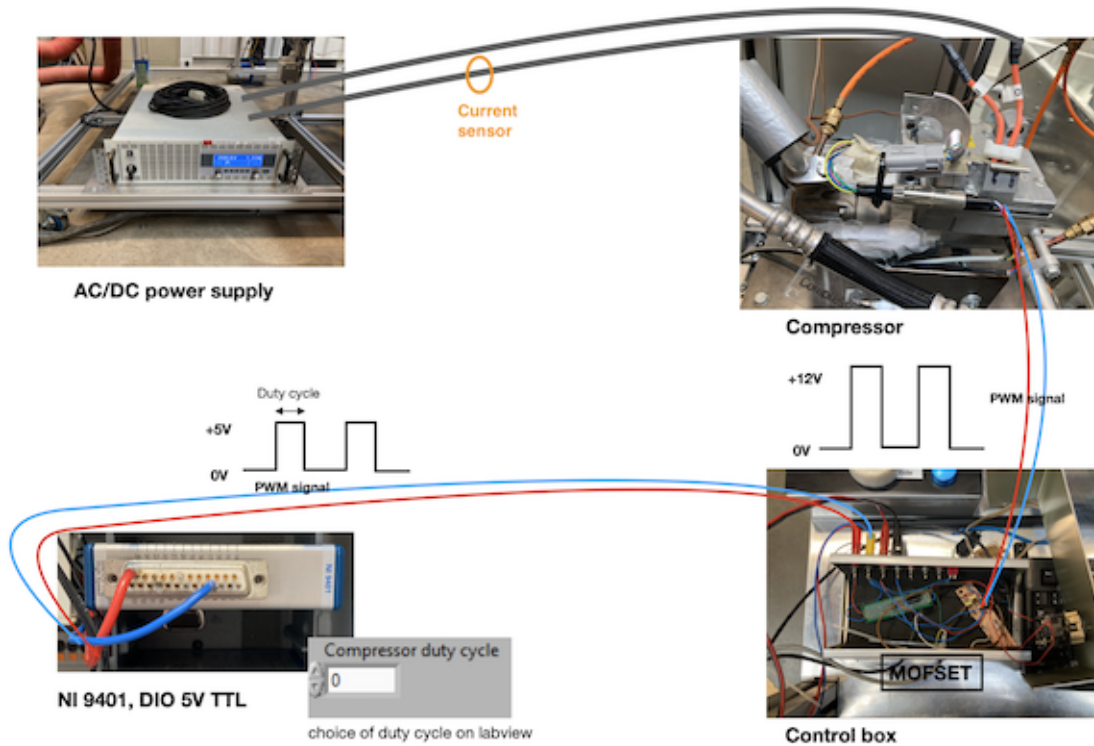 Current
sensor
AC/DC power supply
Compressor
Duty cycle
+5V
0V
PWM signal
+12V
PWM signal
0V
NI 9401
NI 9401, DIO 5V TTL
Compressor duty cycle
0
choice of duty cycle on labview
MOFSET
Control box